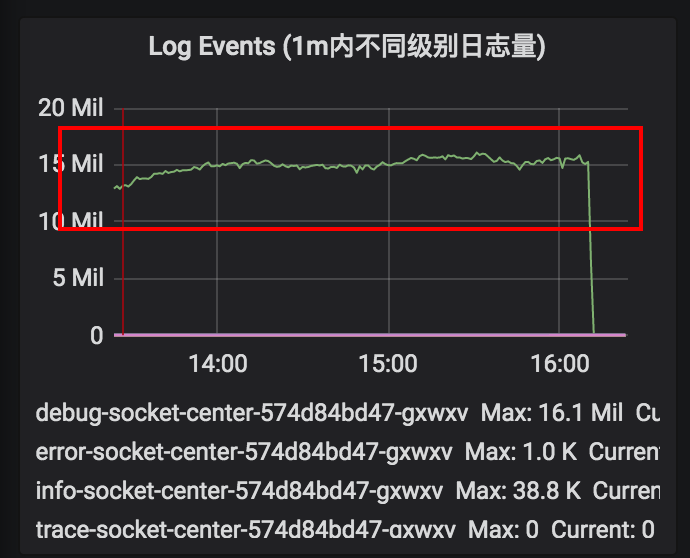 Log Events (1m内不同级别日志量)
20 Mil
15 Mil
10 Mil
5 Mil
0
14:00 15:00 16:00
debug-socket-center-574d84bd47-gxwxv Max: 16.1 Mil Cu
error-socket-center-574d84bd47-gxwxv Max: 1.0 K Curren
info-socket-center-574d84bd47-gxwxv Max: 38.8 K Curren
trace-socket-center-574d84bd47-gxwxv Max: 0 Current: 0